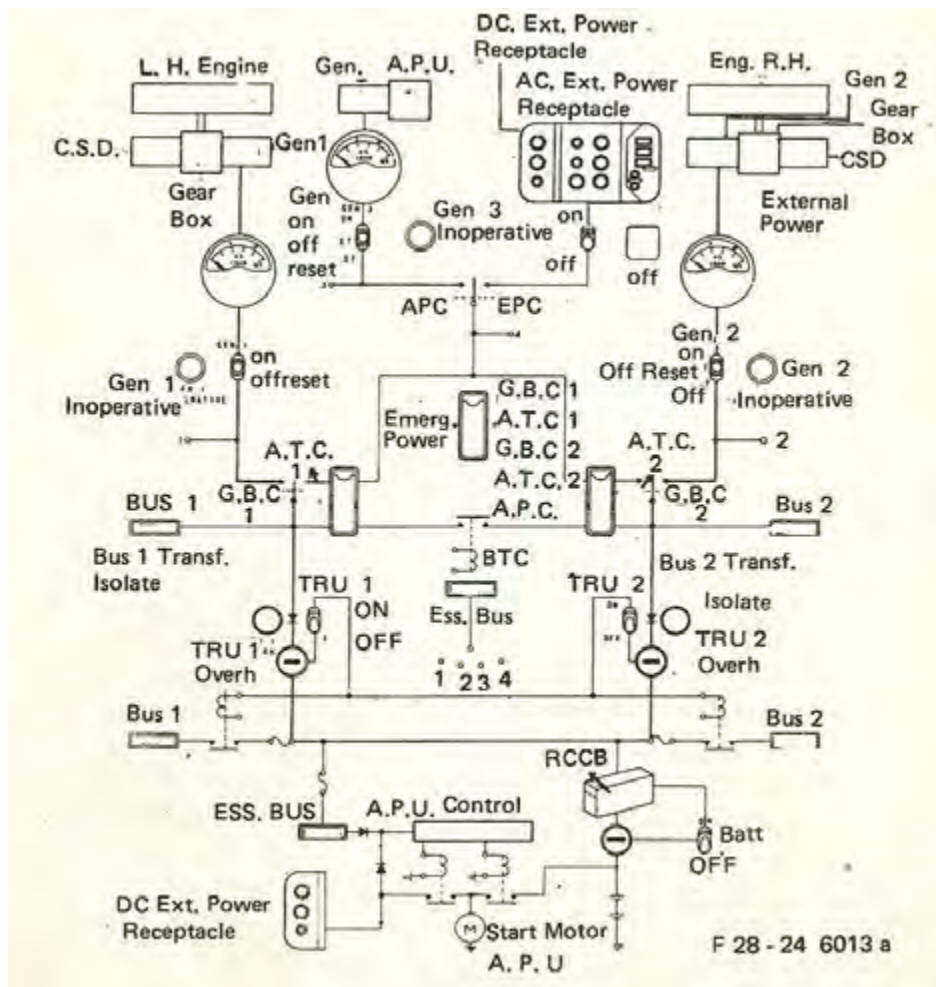 DC. Ext. Power
Receptacle
L. H. Engine
Gen.
A.P.U.
AC. Ext. Power
Receptacle
Eng. R.H.
Gen 2
Gear
Box
CSD
C.S.D.
Gen1
Gear
Box
Gen
on
off
reset
Gen 3
Inoperative
on
off
off
External
Power
APC
EPC
Gen 1
Inoperative
on
offreset
Gen. 2
on
Off Reset
Off
Gen 2
Inoperative
Emerg.
Power
G.B.C 1
A.T.C 1
G.B.C 2
A.T.C. 2
A.P.C.
A.T.C.
1
G.B.C
1
A.T.C.
2
2
G.B.C
2
BUS 1
Bus 2
Bus 1 Transf.
Isolate
BTC
Bus 2 Transf.
Isolate
TRU 1
ON
OFF
Ess. Bus
TRU 2
TRU 1
Overh
TRU 2
Overh
1 2 3 4
Bus 1
Bus 2
RCCB
ESS. BUS
A.P.U. Control
Batt
OFF
DC Ext. Power
Receptacle
M
Start Motor
A. P. U
F 28 - 24 6013 a